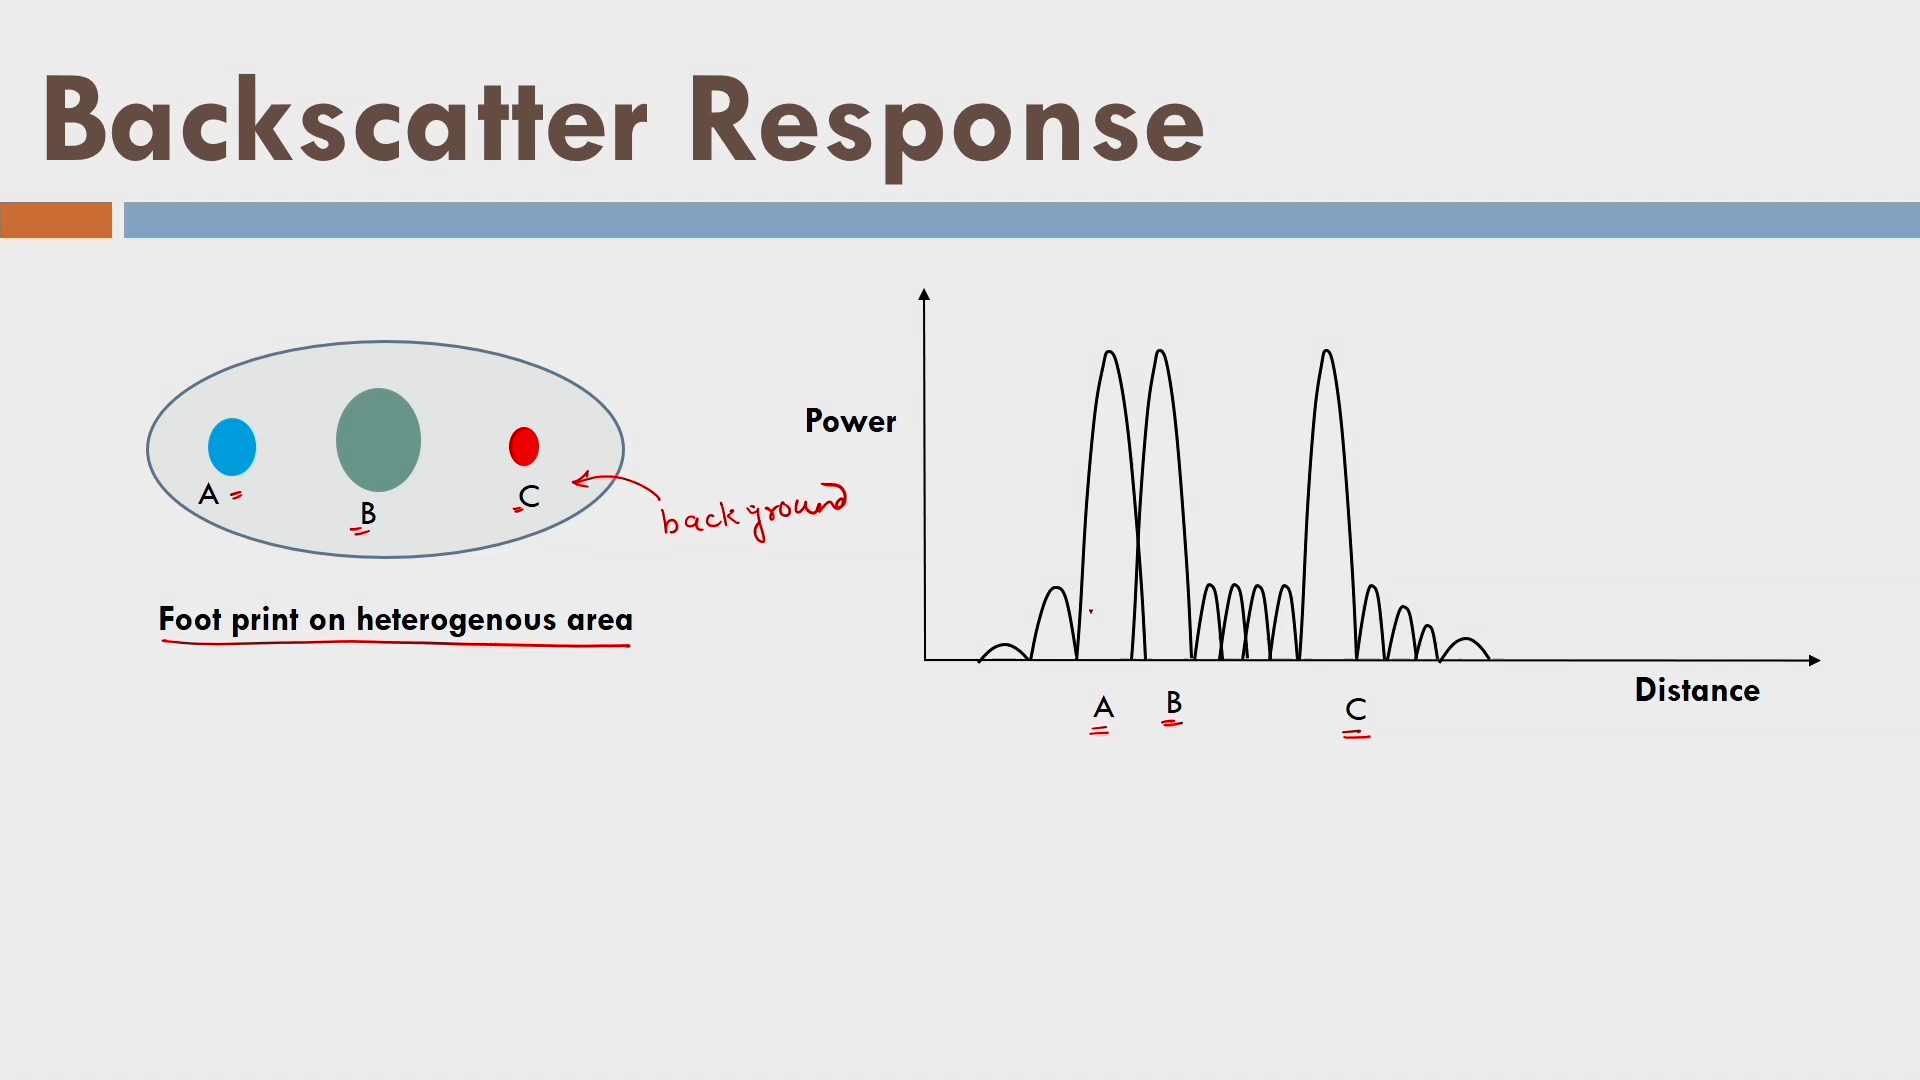 Backscatter Response
A
B
C
background
Foot print on heterogenous area
Power
Distance
A
B
C